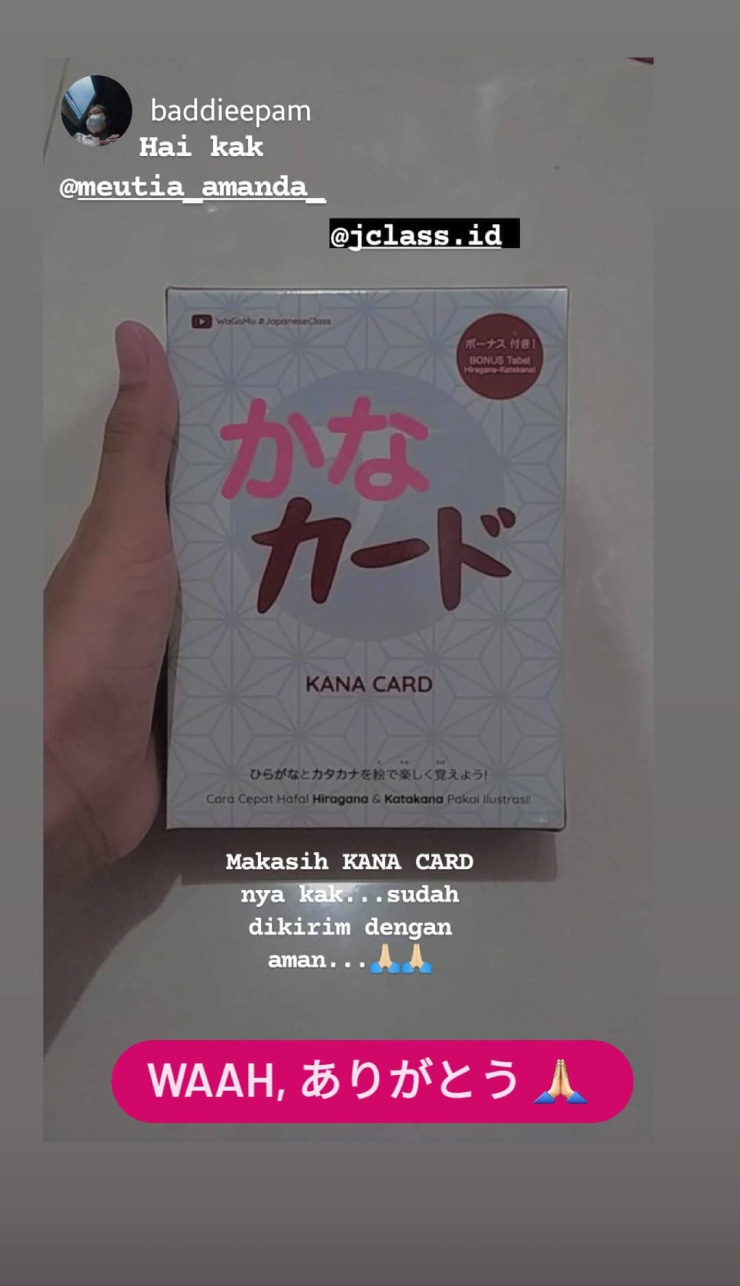 baddieepam
Hai kak
@meutia_amanda_
@jclass.id
WaGoMu #JapaneseClass
ボーナス 付き!
BONUS Tabel
Hiragana-Katakana!
かな
カード
KANA CARD
ひらがなとカタカナを絵で楽しく覚えよう!
Cara Cepat Hafal Hiragana & Katakana Pakai Ilustrasi!
Makasih KANA CARD
nya kak...sudah
dikirim dengan
aman...🙏🏻🙏🏻
WAAH, ありがとう 🙏🏻